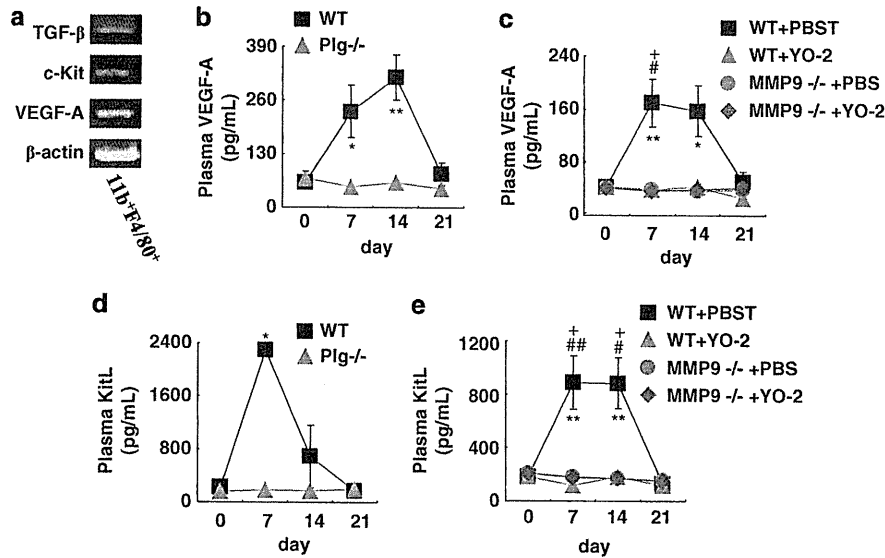 a
TGF-β
c-Kit
VEGF-A
β-actin
11b⁺F4/80⁺
b
WT
Plg-/-
Plasma VEGF-A
(pg/mL)
390
260
130
0
*
**
0 7 14 21
day
c
WT+PBST
WT+YO-2
MMP9 -/- +PBS
MMP9 -/- +YO-2
Plasma VEGF-A
(pg/mL)
240
160
80
0
+
#
**
*
0 7 14 21
day
d
WT
Plg-/-
Plasma KitL
(pg/mL)
2400
1600
800
0
*
0 7 14 21
day
e
WT+PBST
WT+YO-2
MMP9 -/- +PBS
MMP9 -/- +YO-2
Plasma KitL
(pg/mL)
1200
800
400
0
+ +
## #
** **
0 7 14 21
day